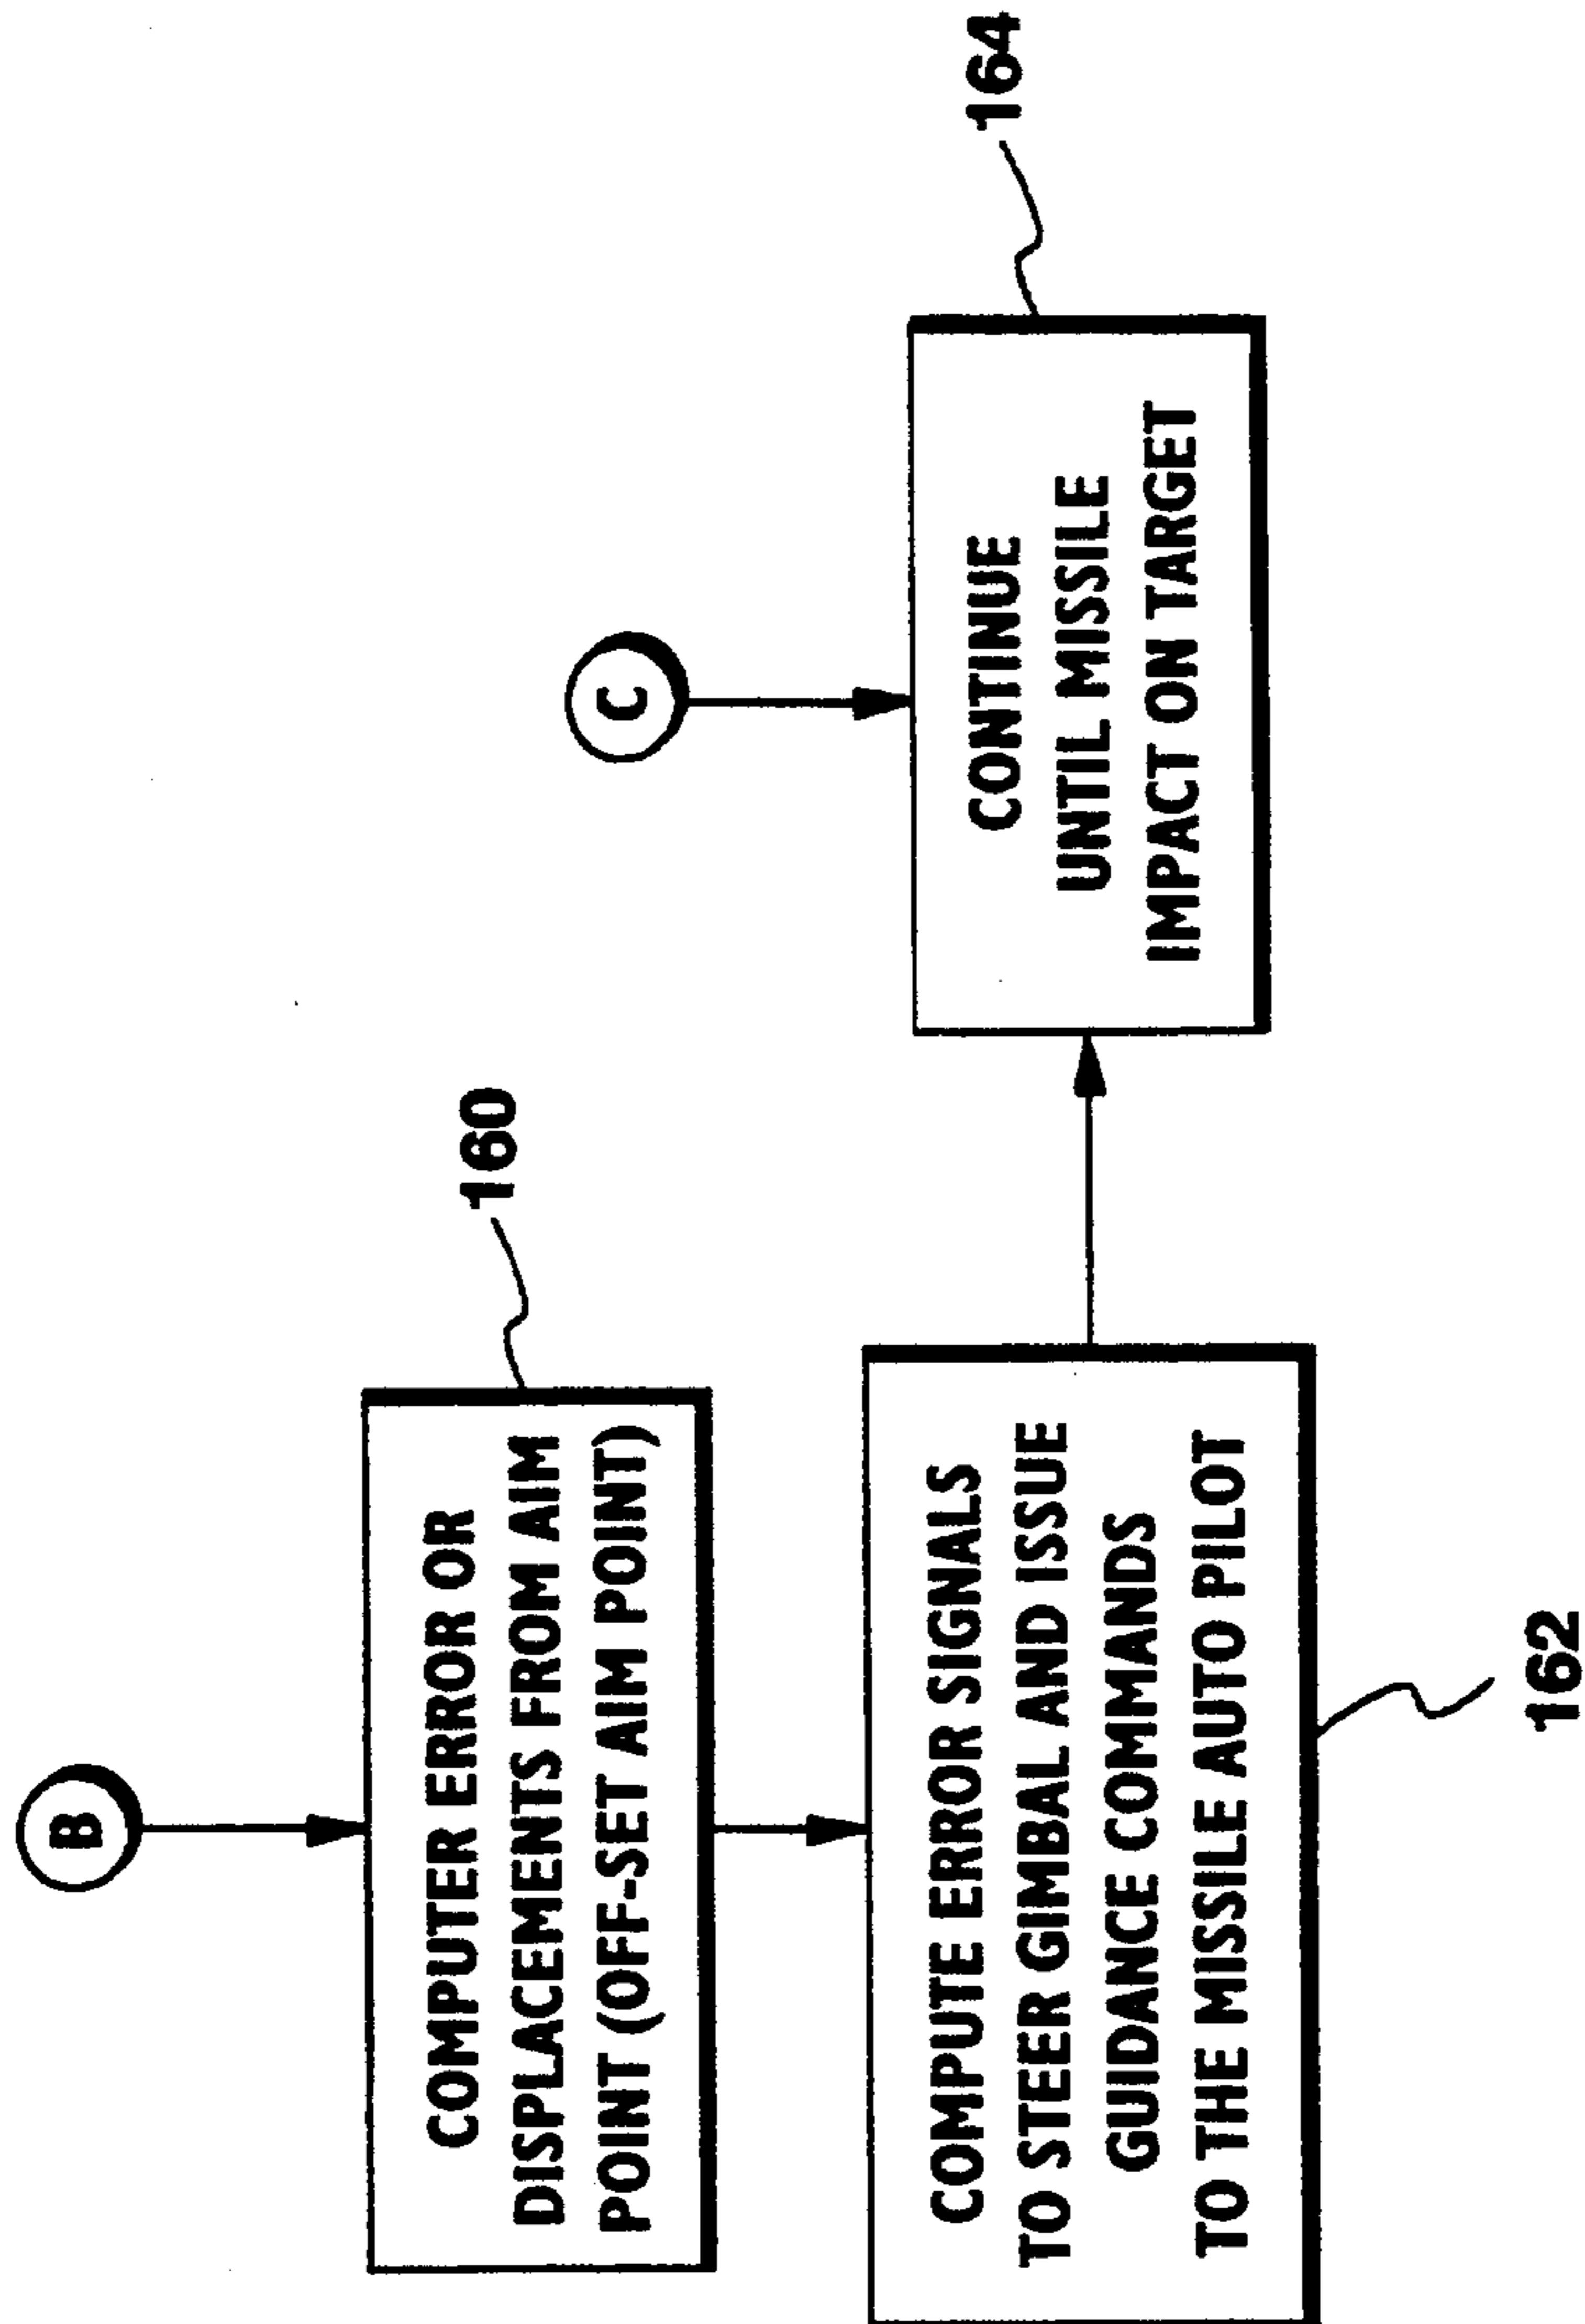 B
COMPUTER ERROR OR
DISPLACEMENTS FROM AIM
POINT (OFF-SET AIM POINT)
160
COMPUTE ERROR SIGNALS
TO STEER GIMBAL AND ISSUE
GUIDANCE COMMANDS
TO THE MISSILE AUTO PILOT
162
C
CONTINUE
UNTIL MISSILE
IMPACT ON TARGET
164